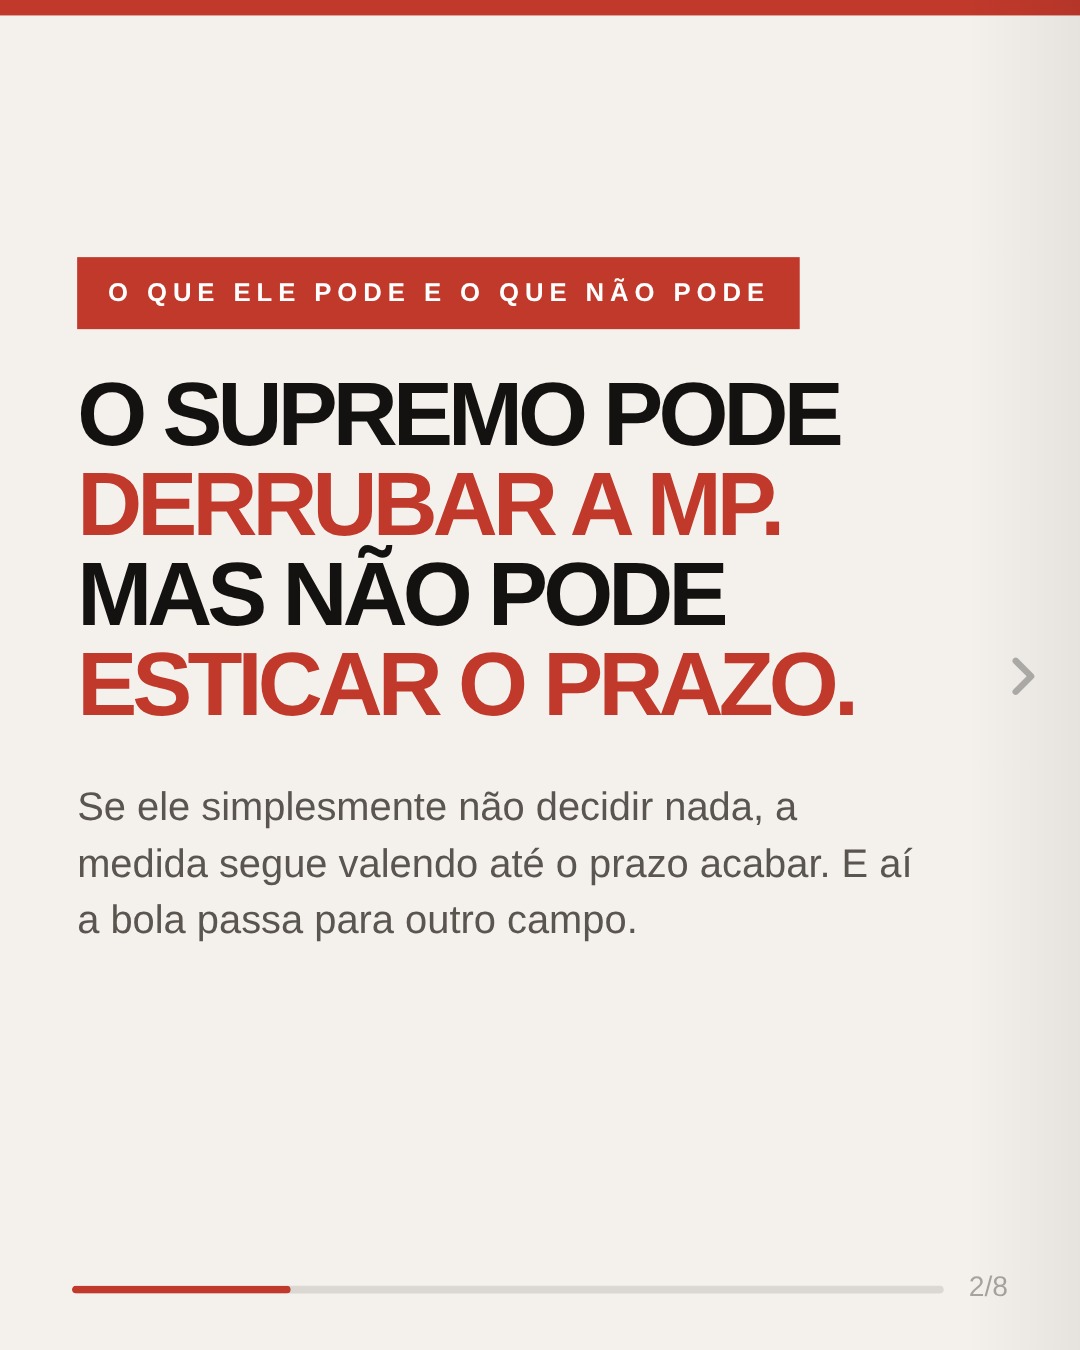 O QUE ELE PODE E O QUE NÃO PODE
O SUPREMO PODE
DERRUBAR A MP.
MAS NÃO PODE
ESTICAR O PRAZO.
Se ele simplesmente não decidir nada, a
medida segue valendo até o prazo acabar. E aí
a bola passa para outro campo.
2/8